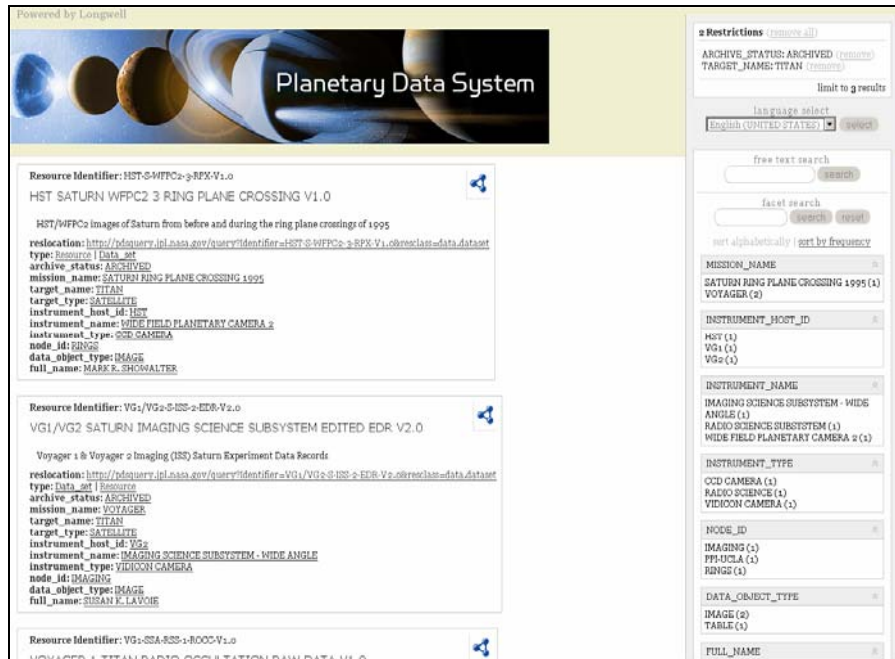 Powered by Longwell
Planetary Data System
Resource Identifier: HST-S-WFPC2-3-RPX-V1.0
HST SATURN WFPC2 3 RING PLANE CROSSING V1.0
HST/WFPC2 images of Saturn from before and during the ring plane crossings of 1995
reslocation: http://pdsquery.jpl.nasa.gov/query?Identifier=HST-S-WFPC2-3-RPX-V1.0&resclass=data.dataset
type: Resource | Data_set
archive_status: ARCHIVED
mission_name: SATURN RING PLANE CROSSING 1995
target_name: TITAN
target_type: SATELLITE
instrument_host_id: HST
instrument_name: WIDE FIELD PLANETARY CAMERA 2
instrument_type: CCD CAMERA
node_id: RINGS
data_object_type: IMAGE
full_name: MARK R. SHOWALTER
Resource Identifier: VG1/VG2-S-ISS-2-EDR-V2.0
VG1/VG2 SATURN IMAGING SCIENCE SUBSYSTEM EDITED EDR V2.0
Voyager 1 & Voyager 2 Imaging (ISS) Saturn Experiment Data Records
reslocation: http://pdsquery.jpl.nasa.gov/query?Identifier=VG1/VG2-S-ISS-2-EDR-V2.0&resclass=data.dataset
type: Data_set | Resource
archive_status: ARCHIVED
mission_name: VOYAGER
target_name: TITAN
target_type: SATELLITE
instrument_host_id: VG2
instrument_name: IMAGING SCIENCE SUBSYSTEM - WIDE ANGLE
instrument_type: VIDICON CAMERA
node_id: IMAGING
data_object_type: IMAGE
full_name: SUSAN K. LAVOIE
Resource Identifier: VG1-SSA-RSS-1-ROCC-V1.0
VOYAGER 1 TITAN RADIO OCCULTATION RAW DATA V1.0
2 Restrictions (remove all)
ARCHIVE_STATUS: ARCHIVED (remove)
TARGET_NAME: TITAN (remove)
limit to 3 results
language select
English (UNITED STATES) select
free text search
search
facet search
search reset
sort alphabetically | sort by frequency
MISSION_NAME
SATURN RING PLANE CROSSING 1995 (1)
VOYAGER (2)
INSTRUMENT_HOST_ID
HST (1)
VG1 (1)
VG2 (1)
INSTRUMENT_NAME
IMAGING SCIENCE SUBSYSTEM - WIDE
ANGLE (1)
RADIO SCIENCE SUBSYSTEM (1)
WIDE FIELD PLANETARY CAMERA 2 (1)
INSTRUMENT_TYPE
CCD CAMERA (1)
RADIO SCIENCE (1)
VIDICON CAMERA (1)
NODE_ID
IMAGING (1)
PPI-UCLA (1)
RINGS (1)
DATA_OBJECT_TYPE
IMAGE (2)
TABLE (1)
FULL_NAME